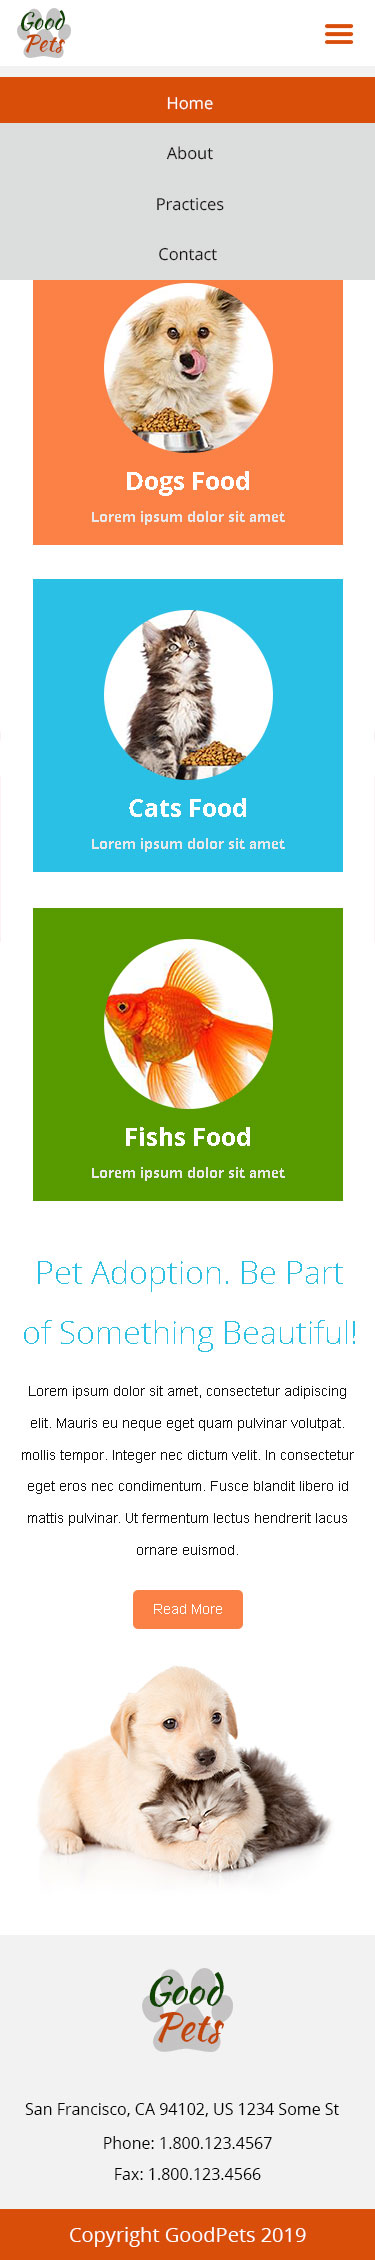 Good
Pets
Home
About
Practices
Contact
Dogs Food
Lorem ipsum dolor sit amet
Cats Food
Lorem ipsum dolor sit amet
Fishs Food
Lorem ipsum dolor sit amet
Pet Adoption. Be Part
of Something Beautiful!
Lorem ipsum dolor sit amet, consectetur adipiscing
elit. Mauris eu neque eget quam pulvinar volutpat.
mollis tempor. Integer nec dictum velit. In consectetur
eget eros nec condimentum. Fusce blandit libero id
mattis pulvinar. Ut fermentum lectus hendrerit lacus
ornare euismod.
Read More
Good
Pets
San Francisco, CA 94102, US 1234 Some St
Phone: 1.800.123.4567
Fax: 1.800.123.4566
Copyright GoodPets 2019